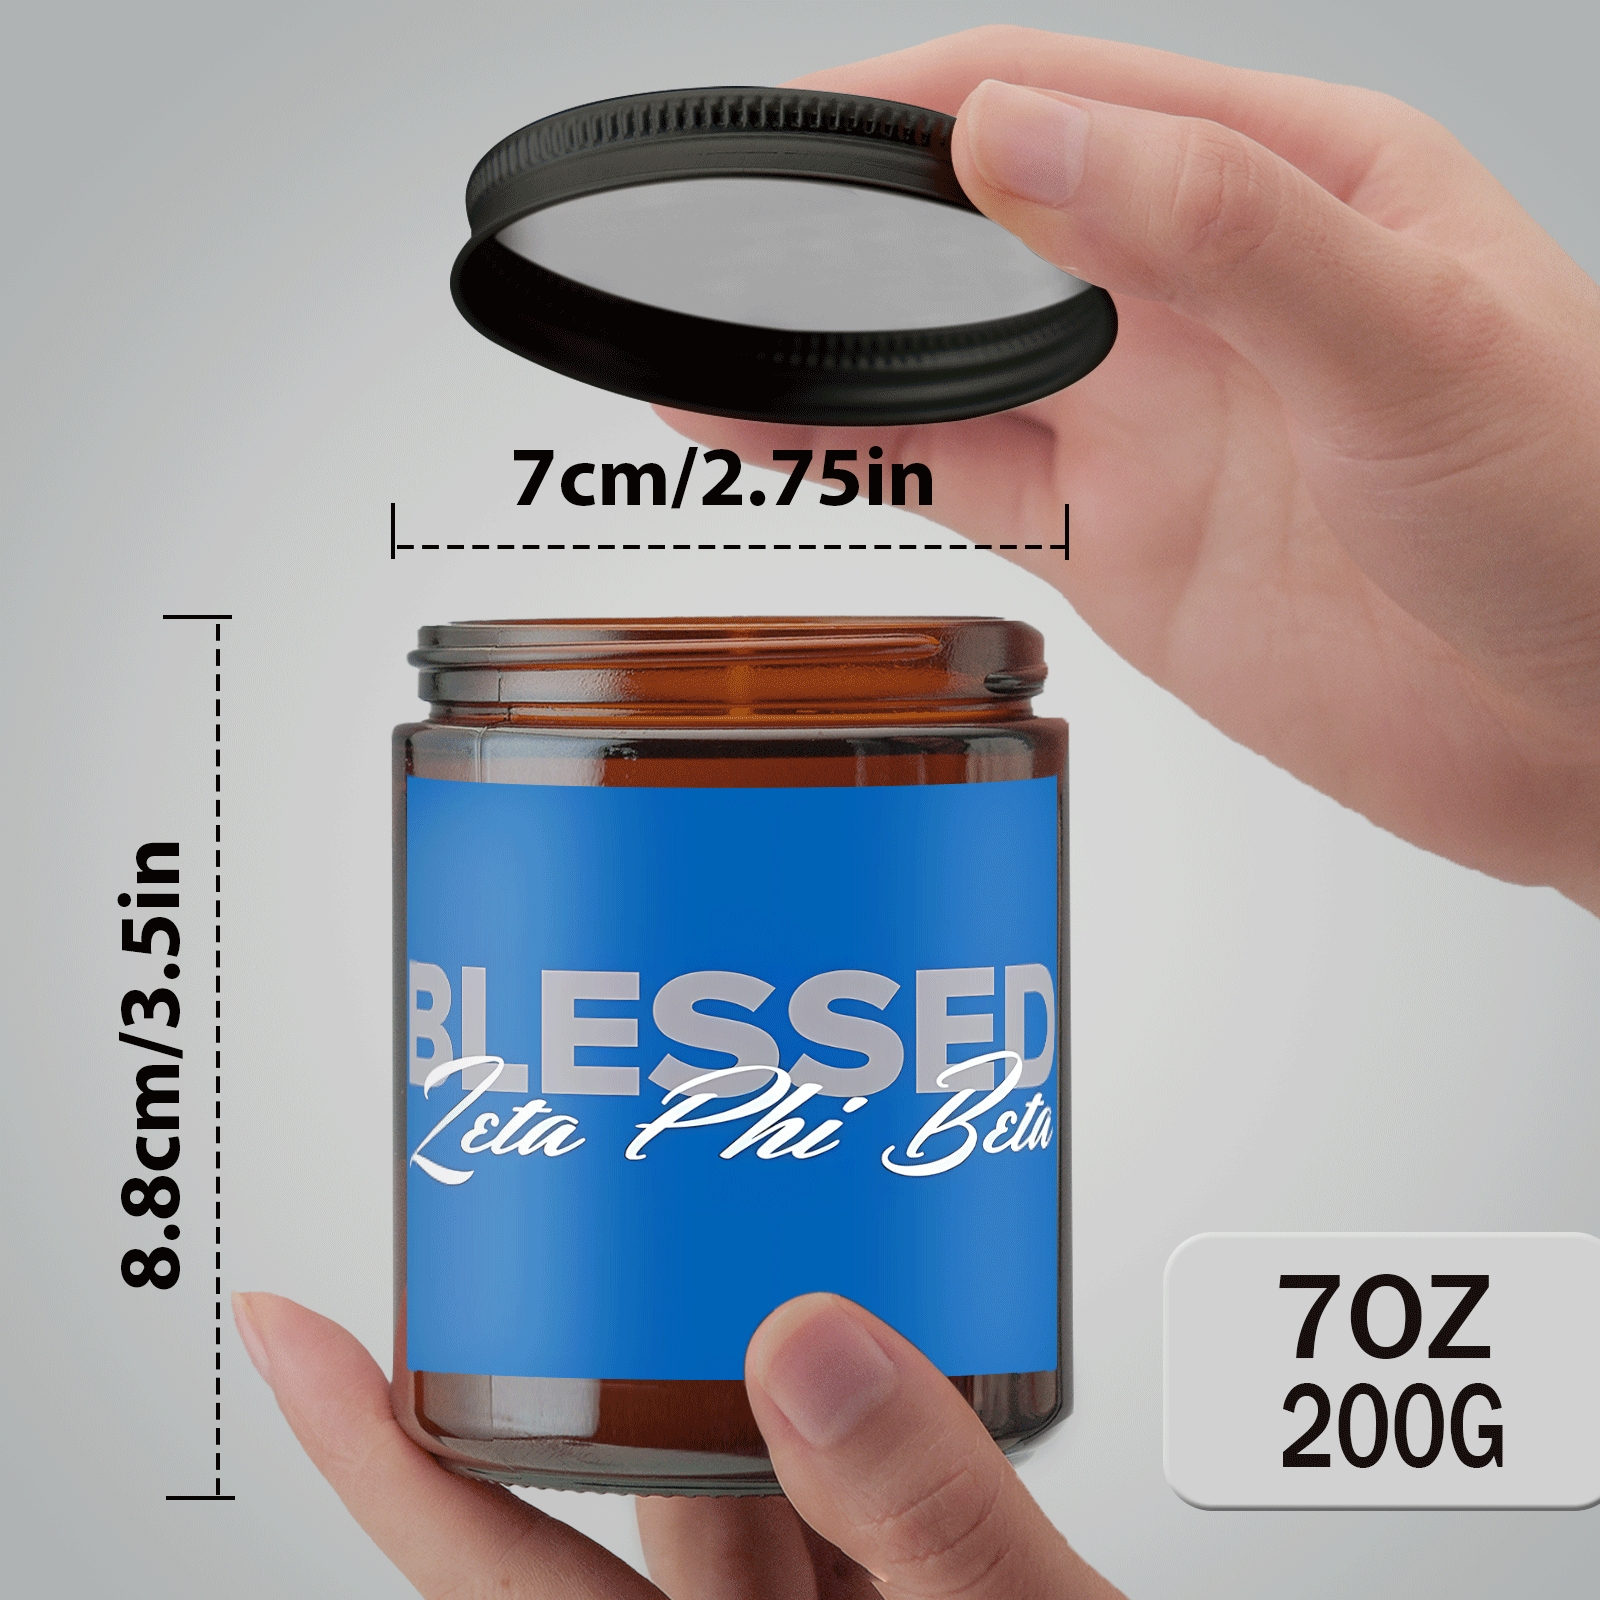 7cm/2.75in
8.8cm/3.5in
BLESSED
Zeta Phi Beta
7OZ
200G